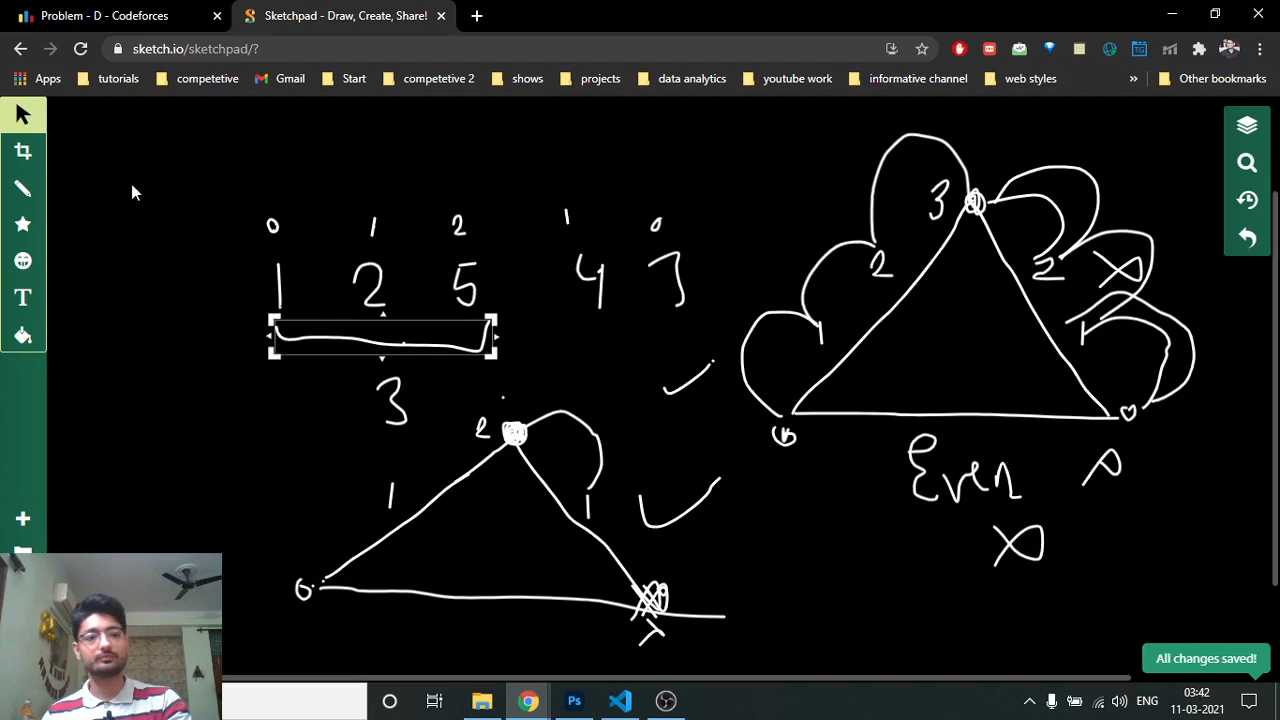 Problem - D - Codeforces
Sketchpad - Draw, Create, Share!
sketch.io/sketchpad/?
Apps tutorials competetive Gmail Start competetive 2 shows projects data analytics youtube work informative channel web styles » Other bookmarks
0 1 2 1 0
1 2 5 4 3
3
2
1 1
0
3
2 2
1 1
Even
T
All changes saved!
ENG
03:42
11-03-2021